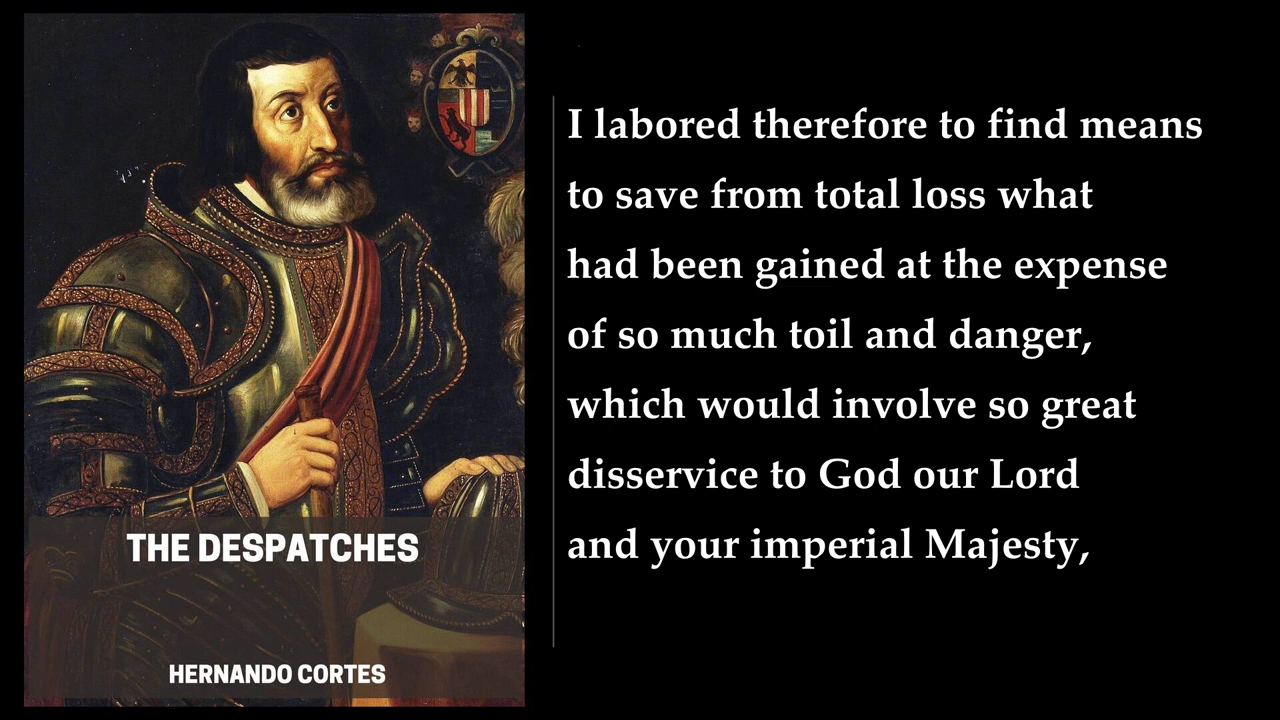 THE DESPATCHES
HERNANDO CORTES
I labored therefore to find means
to save from total loss what
had been gained at the expense
of so much toil and danger,
which would involve so great
disservice to God our Lord
and your imperial Majesty,